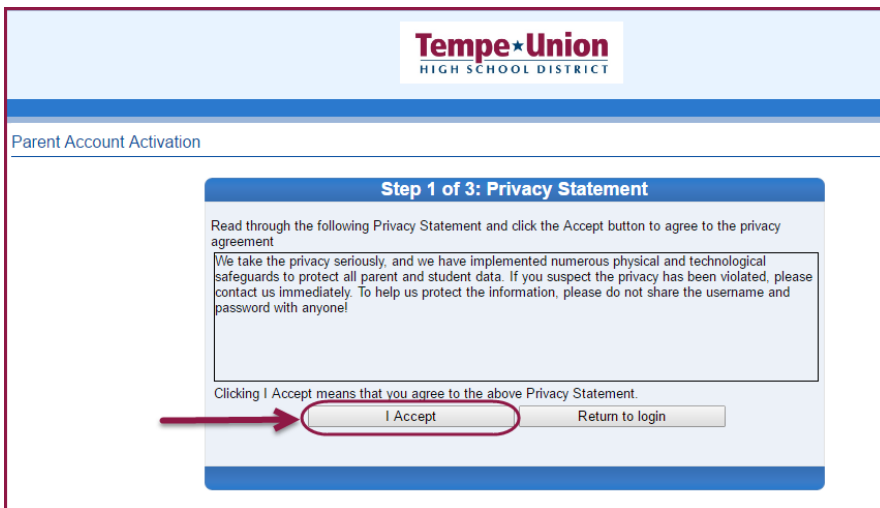 Tempe★Union
HIGH SCHOOL DISTRICT
Parent Account Activation
Step 1 of 3: Privacy Statement
Read through the following Privacy Statement and click the Accept button to agree to the privacy
agreement
We take the privacy seriously, and we have implemented numerous physical and technological
safeguards to protect all parent and student data. If you suspect the privacy has been violated, please
contact us immediately. To help us protect the information, please do not share the username and
password with anyone!
Clicking I Accept means that you agree to the above Privacy Statement.
I Accept
Return to login